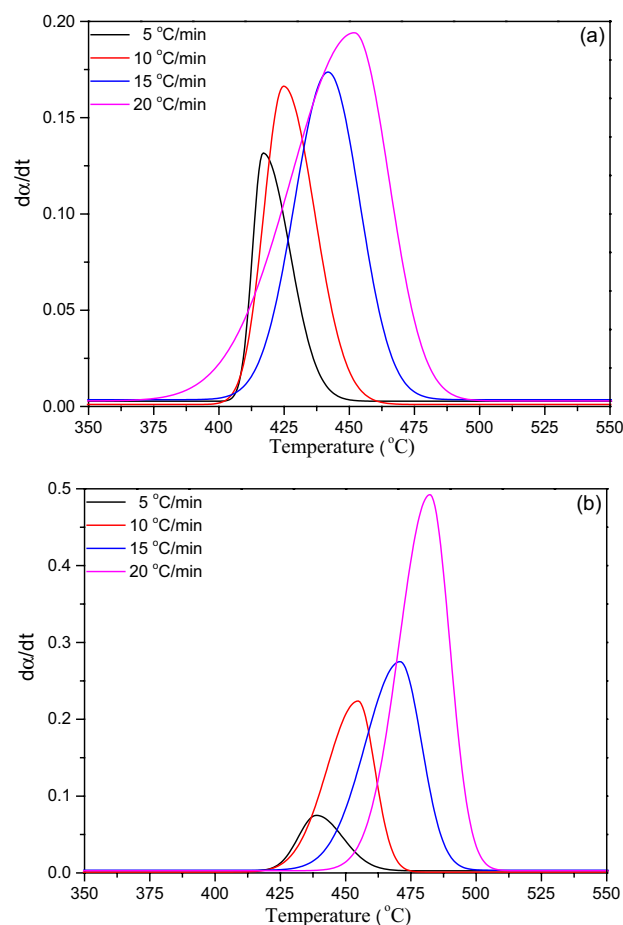 0.20
0.15
0.10
0.05
0.00
dα/dt
5 °C/min
10 °C/min
15 °C/min
20 °C/min
(a)
350 375 400 425 450 475 500 525 550
Temperature (°C)
0.5
0.4
0.3
0.2
0.1
0.0
dα/dt
5 °C/min
10 °C/min
15 °C/min
20 °C/min
(b)
350 375 400 425 450 475 500 525 550
Temperature (°C)